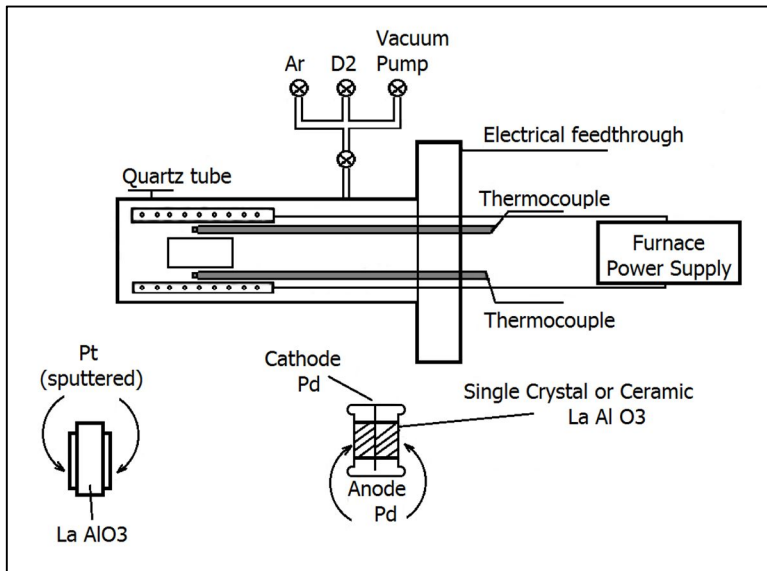 Vacuum
Ar D2 Pump
Electrical feedthrough
Quartz tube
Thermocouple
Furnace
Power Supply
Thermocouple
Pt
(sputtered)
La AlO3
Cathode
Pd
Single Crystal or Ceramic
La Al O3
Anode
Pd